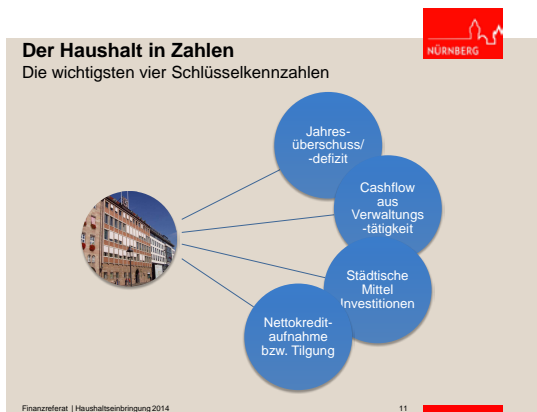 NÜRNBERG
Der Haushalt in Zahlen
Die wichtigsten vier Schlüsselkennzahlen
Jahres-
überschuss/
-defizit
Cashflow
aus
Verwaltungs
-tätigkeit
Städtische
Mittel
Investitionen
Nettokredit-
aufnahme
bzw. Tilgung
Finanzreferat | Haushaltseinbringung 2014
11